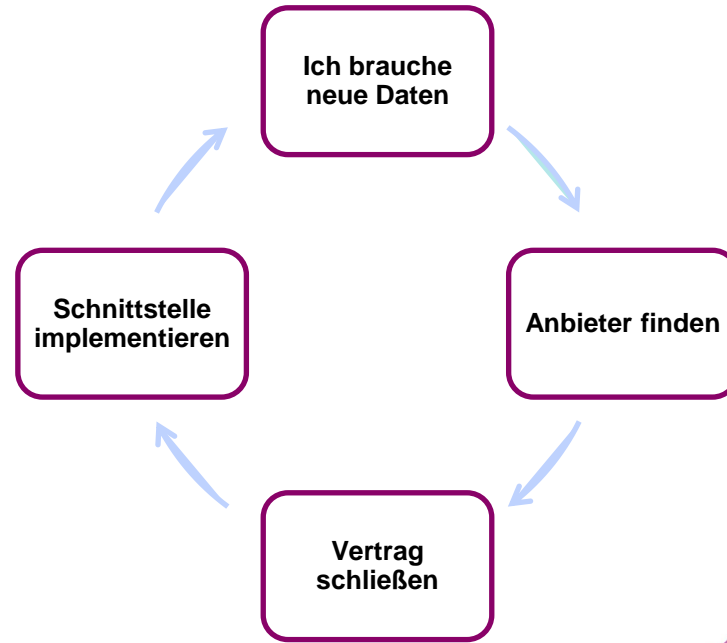 Ich brauche
neue Daten
Anbieter finden
Vertrag
schließen
Schnittstelle
implementieren